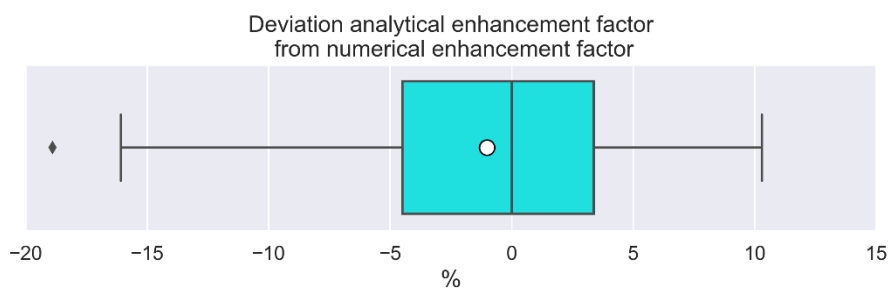 Deviation analytical enhancement factor
from numerical enhancement factor
−20 −15 −10 −5 0 5 10 15
%